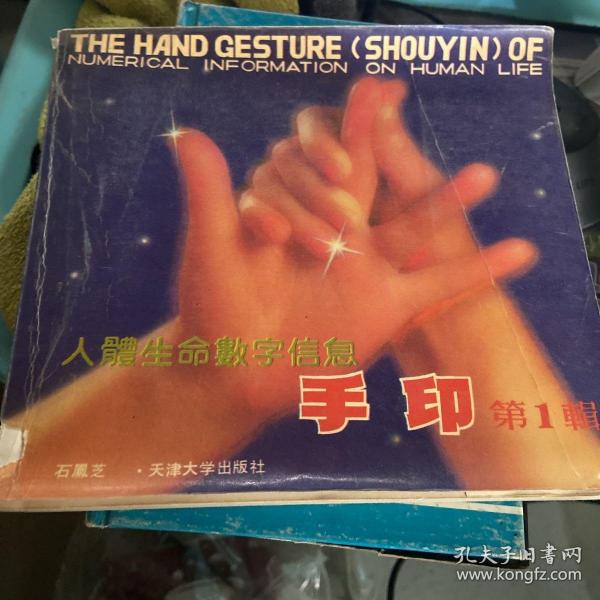 THE HAND GESTURE (SHOUYIN) OF
NUMERICAL INFORMATION ON HUMAN LIFE
人體生命數字信息
手印 第1輯
石鳳芝 · 天津大学出版社
孔夫子旧書网
www.kongfz.com